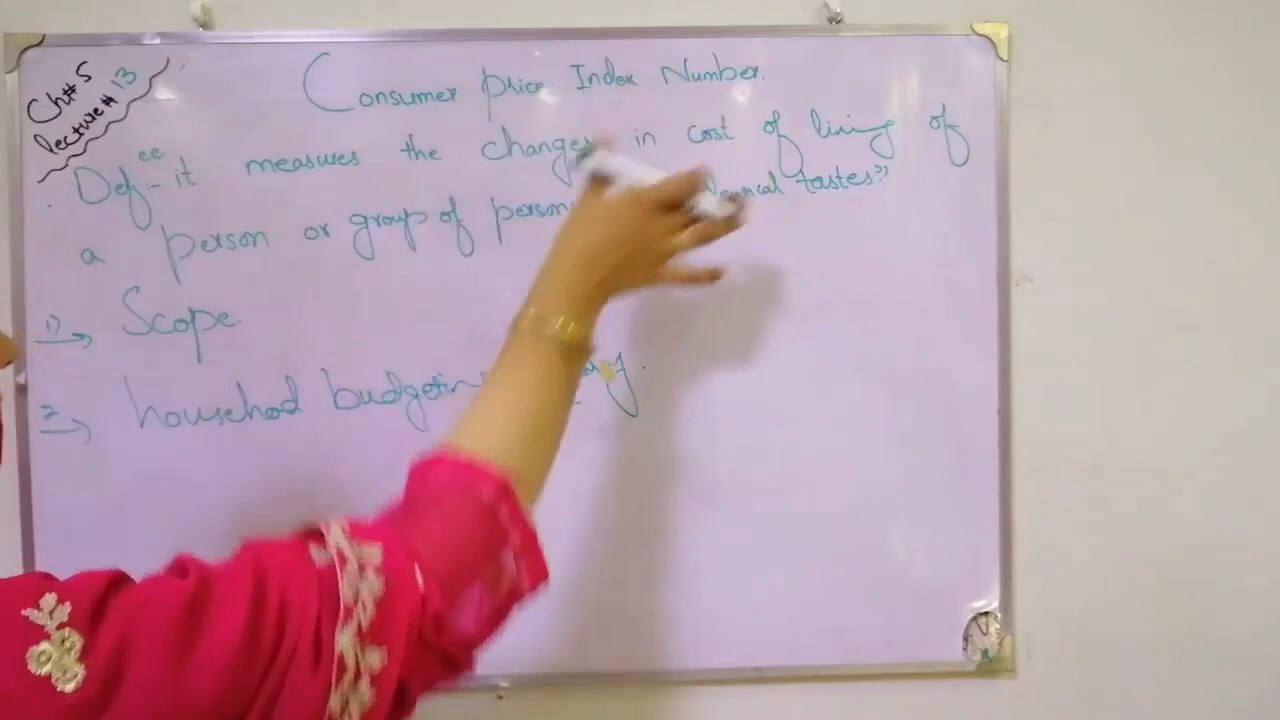 Ch# 5
lecture# 13
Consumer price Index Number.
Def:- "it measures the changes in cost of living of
a person or group of person tastes"
1) → Scope
2 → househod budgeting